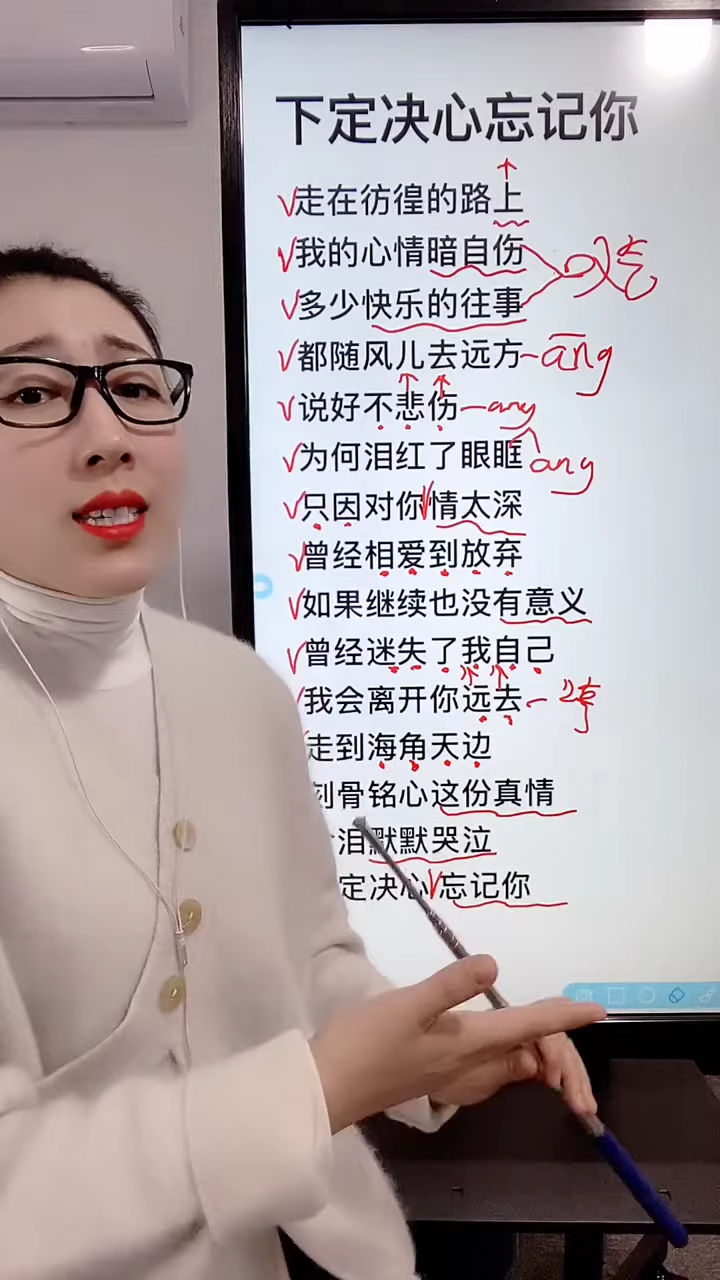 下定决心忘记你
走在彷徨的路上
我的心情暗自伤
多少快乐的往事
叹气
都随风儿去远方
āng
说好不悲伤
ang
为何泪红了眼眶
ang
只因对你情太深
曾经相爱到放弃
如果继续也没有意义
曾经迷失了我自己
我会离开你远去
走到海角天边
刻骨铭心这份真情
泪默默哭泣
定决心忘记你